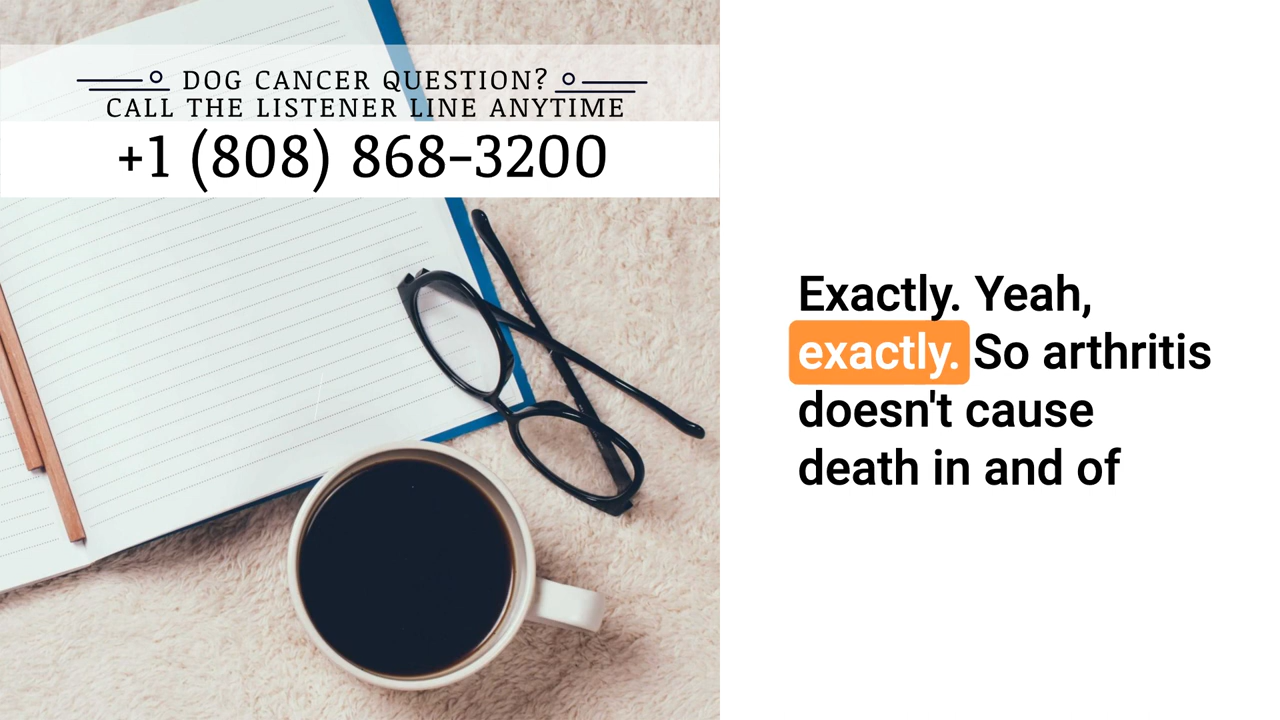 DOG CANCER QUESTION?
CALL THE LISTENER LINE ANYTIME
+1 (808) 868-3200
Exactly. Yeah,
exactly. So arthritis
doesn't cause
death in and of